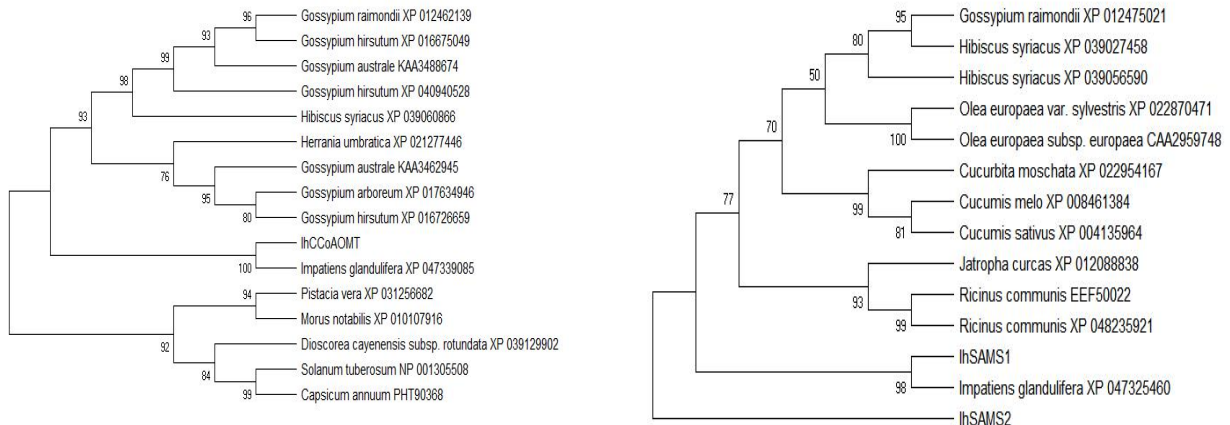 Gossypium raimondii XP 012462139
96
Gossypium hirsutum XP 016675049
93
Gossypium australe KAA3488674
99
Gossypium hirsutum XP 040940528
98
Hibiscus syriacus XP 039060866
93
Herrania umbratica XP 021277446
76
Gossypium australe KAA3462945
95
Gossypium arboreum XP 017634946
80
Gossypium hirsutum XP 016726659
IhCCoAOMT
100
Impatiens glandulifera XP 047339085
94
Pistacia vera XP 031256682
Morus notabilis XP 010107916
92
Dioscorea cayenensis subsp. rotundata XP 039129902
84
Solanum tuberosum NP 001305508
99
Capsicum annuum PHT90368
95
Gossypium raimondii XP 012475021
80
Hibiscus syriacus XP 039027458
50
Hibiscus syriacus XP 039056590
70
Olea europaea var. sylvestris XP 022870471
100
Olea europaea subsp. europaea CAA2959748
77
Cucurbita moschata XP 022954167
99
Cucumis melo XP 008461384
81
Cucumis sativus XP 004135964
Jatropha curcas XP 012088838
93
Ricinus communis EEF50022
99
Ricinus communis XP 048235921
IhSAMS1
98
Impatiens glandulifera XP 047325460
IhSAMS2